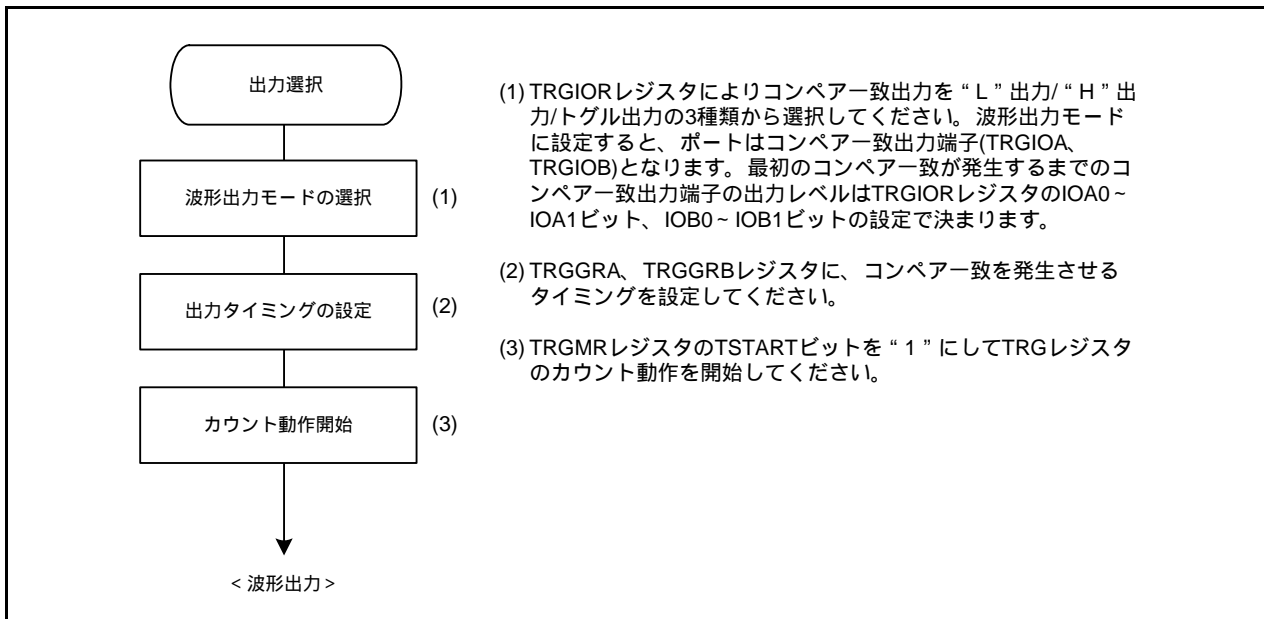 出力選択
波形出力モードの選択
(1)
出力タイミングの設定
(2)
カウント動作開始
(3)
< 波形出力 >
(1) TRGIORレジスタによりコンペア一致出力を“ L ” 出力/ “ H ” 出
力/トグル出力の3種類から選択してください。波形出力モード
に設定すると、ポートはコンペア一致出力端子(TRGIOA、
TRGIOB)となります。最初のコンペア一致が発生するまでのコ
ンペア一致出力端子の出力レベルはTRGIORレジスタのIOA0 ~
IOA1ビット、IOB0 ~ IOB1ビットの設定で決まります。
(2) TRGGRA、TRGGRBレジスタに、コンペア一致を発生させる
タイミングを設定してください。
(3) TRGMRレジスタのTSTARTビットを“ 1 ” にしてTRGレジスタ
のカウント動作を開始してください。